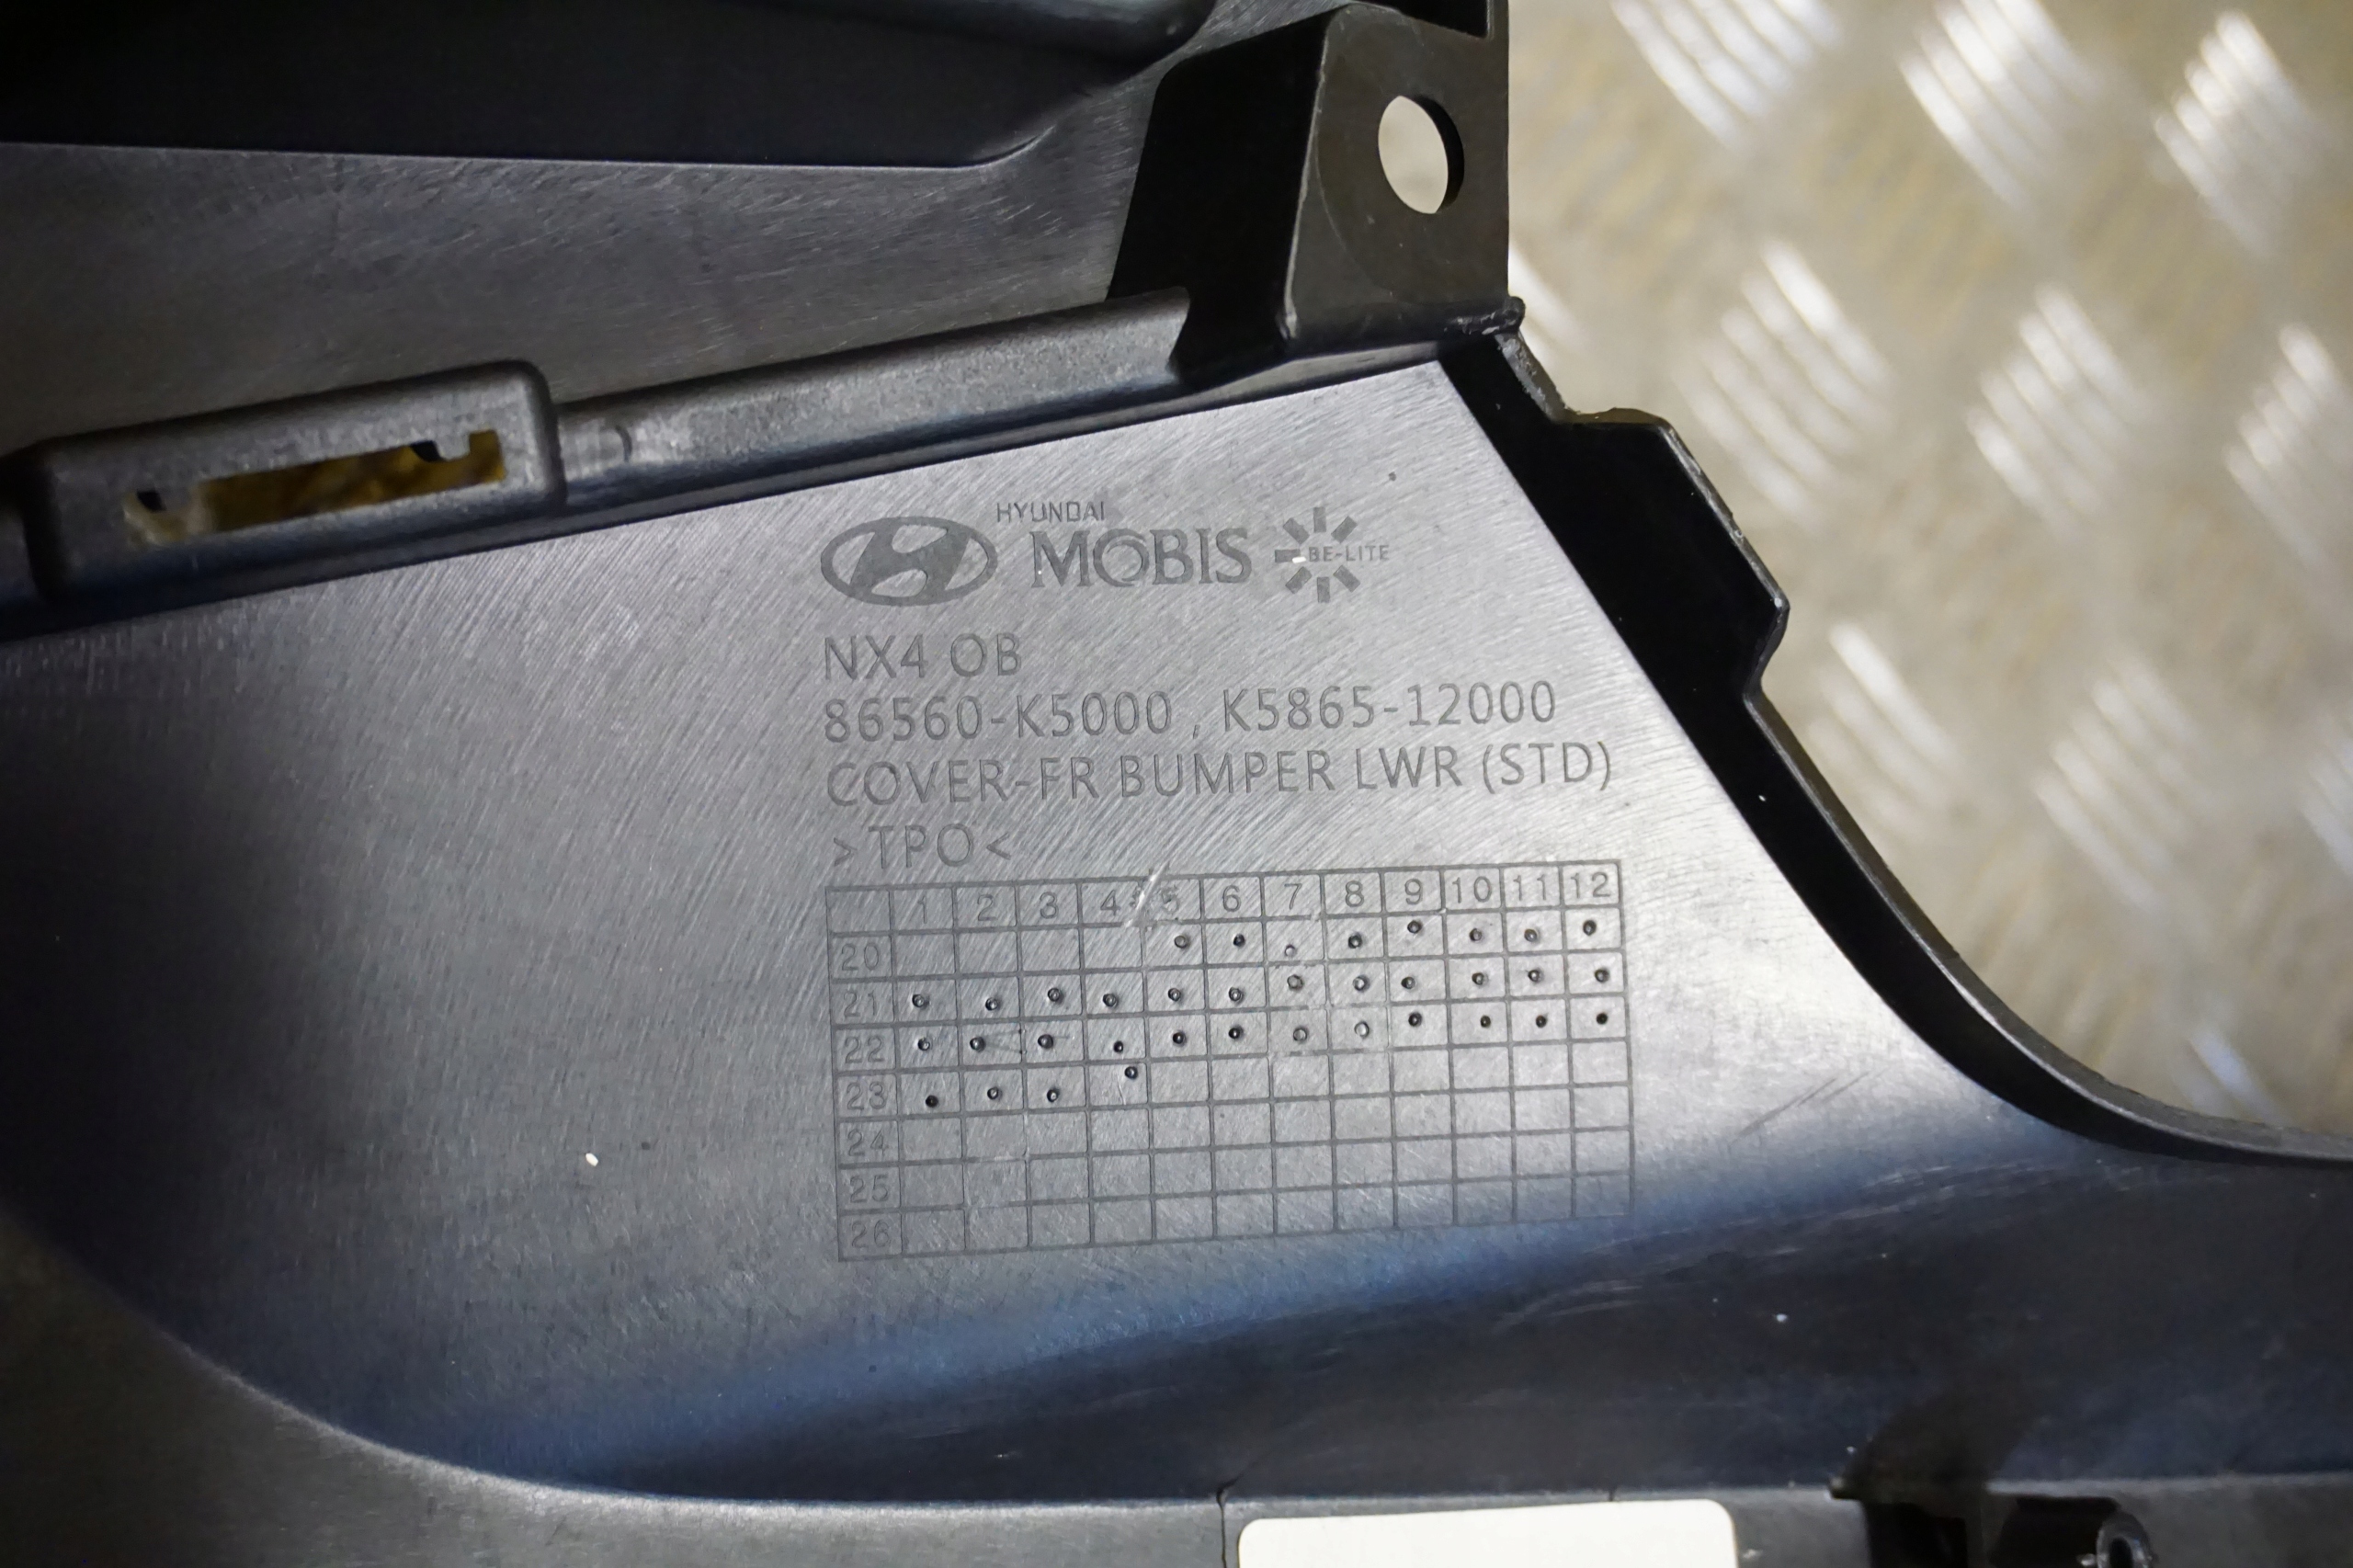 HYUNDAI
MOBIS BE-LITE
NX4 OB
86560-K5000 , K5865-12000
COVER-FR BUMPER LWR (STD)
>TPO<
1 2 3 4 5 6 7 8 9 10 11 12
20
21
22
23
24
25
26